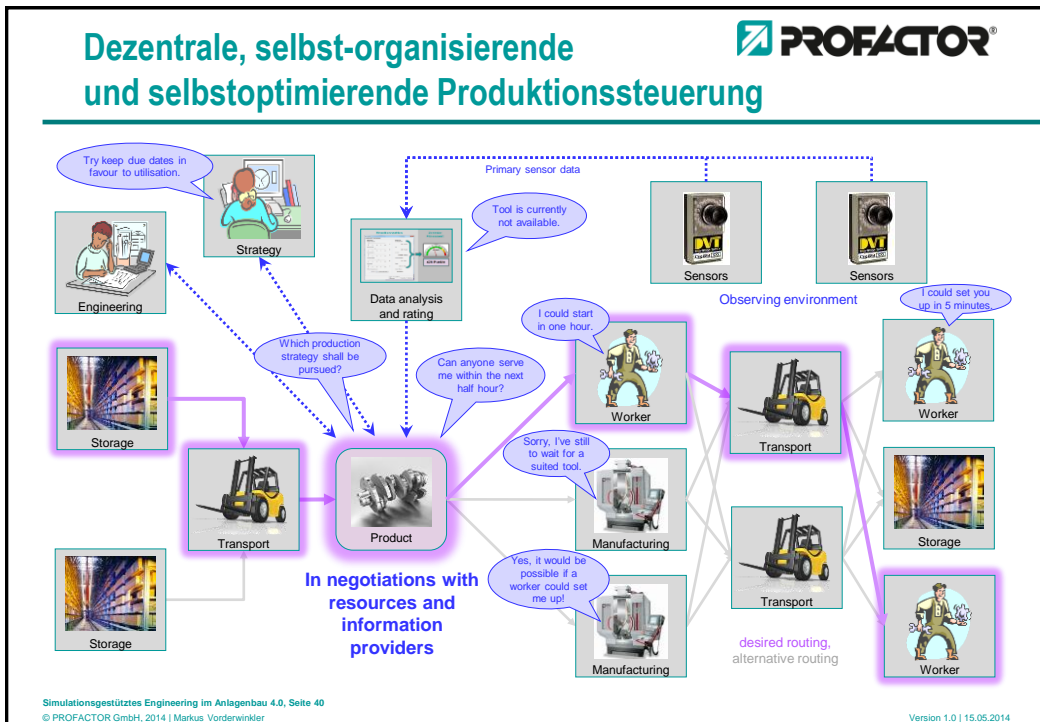 Dezentrale, selbst-organisierende
und selbstoptimierende Produktionssteuerung
PROFACTOR®
Try keep due dates in
favour to utilisation.
Strategy
Engineering
Primary sensor data
Tool is currently
not available.
Data analysis
and rating
DVT
Sensors
DVT
Sensors
Observing environment
I could set you
up in 5 minutes.
Which production
strategy shall be
pursued?
Can anyone serve
me within the next
half hour?
I could start
in one hour.
Storage
Worker
Transport
Worker
Sorry, I've still
to wait for a
suited tool.
Transport
Product
Manufacturing
Storage
Storage
In negotiations with
resources and
information
providers
Yes, it would be
possible if a
worker could set
me up!
Manufacturing
Transport
desired routing,
alternative routing
Worker
Simulationsgestütztes Engineering im Anlagenbau 4.0, Seite 40
© PROFACTOR GmbH, 2014 | Markus Vorderwinkler
Version 1.0 | 15.05.2014